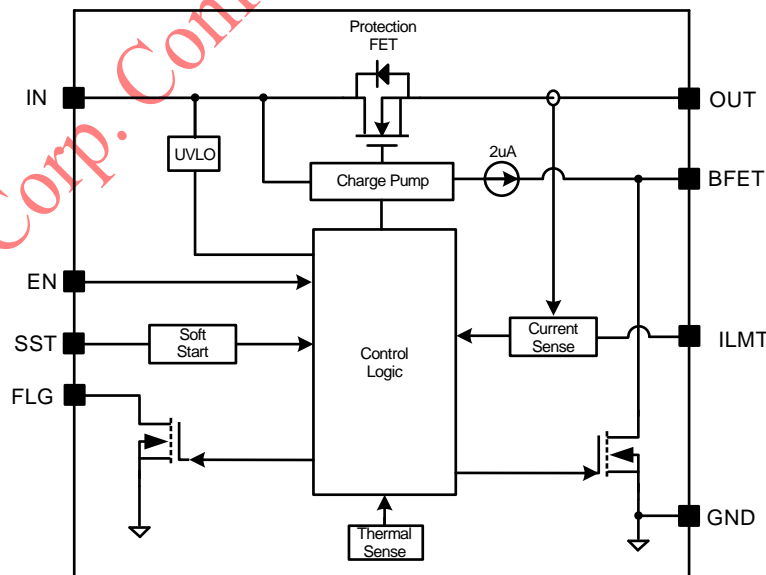 Corp. Com
Protection
FET
IN
OUT
UVLO
2uA
Charge Pump
BFET
EN
SST
Soft
Start
Control
Logic
Current
Sense
ILMT
FLG
GND
Thermal
Sense